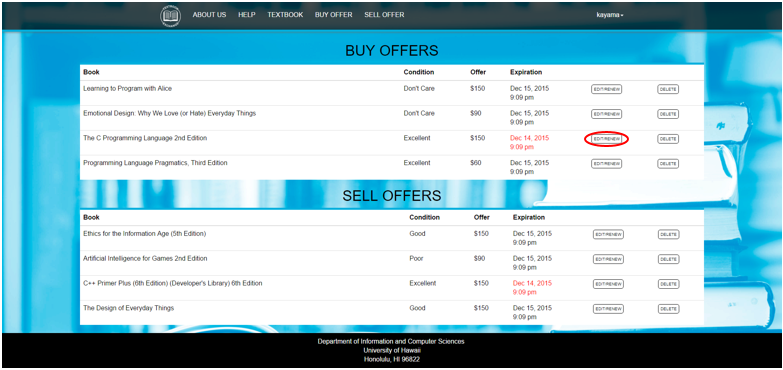 ABOUT US HELP TEXTBOOK BUY OFFER SELL OFFER kayama
BUY OFFERS
Book Condition Offer Expiration
Learning to Program with Alice Don't Care $150 Dec 15, 2015 EDIT/RENEW DELETE
9:09 pm
Emotional Design: Why We Love (or Hate) Everyday Things Don't Care $90 Dec 15, 2015 EDIT/RENEW DELETE
9:09 pm
The C Programming Language 2nd Edition Excellent $150 Dec 14, 2015 EDIT/RENEW DELETE
9:09 pm
Programming Language Pragmatics, Third Edition Excellent $60 Dec 15, 2015 EDIT/RENEW DELETE
9:09 pm
SELL OFFERS
Book Condition Offer Expiration
Ethics for the Information Age (5th Edition) Good $150 Dec 15, 2015 EDIT/RENEW DELETE
9:09 pm
Artificial Intelligence for Games 2nd Edition Poor $90 Dec 15, 2015 EDIT/RENEW DELETE
9:09 pm
C++ Primer Plus (6th Edition) (Developer's Library) 6th Edition Excellent $150 Dec 14, 2015 EDIT/RENEW DELETE
9:09 pm
The Design of Everyday Things Good $150 Dec 15, 2015 EDIT/RENEW DELETE
9:09 pm
Department of Information and Computer Sciences
University of Hawaii
Honolulu, HI 96822